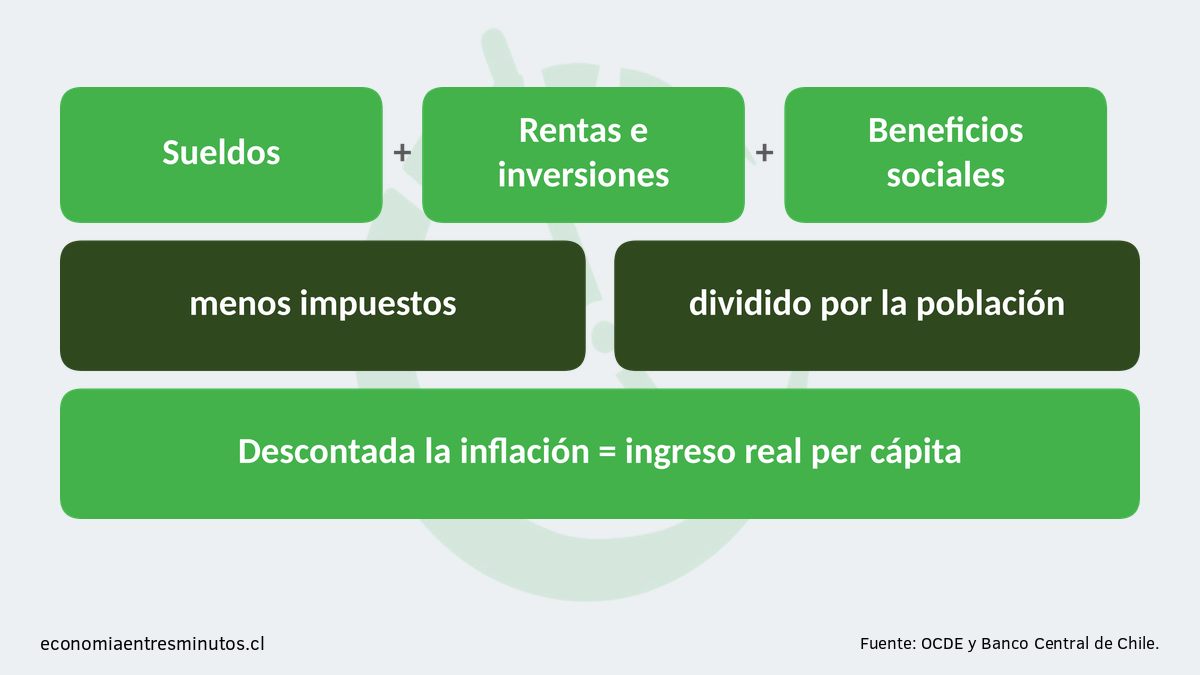 Sueldos
+
Rentas e
inversiones
+
Beneficios
sociales
menos impuestos
dividido por la población
Descontada la inflación = ingreso real per cápita
economiaentresminutos.cl
Fuente: OCDE y Banco Central de Chile.